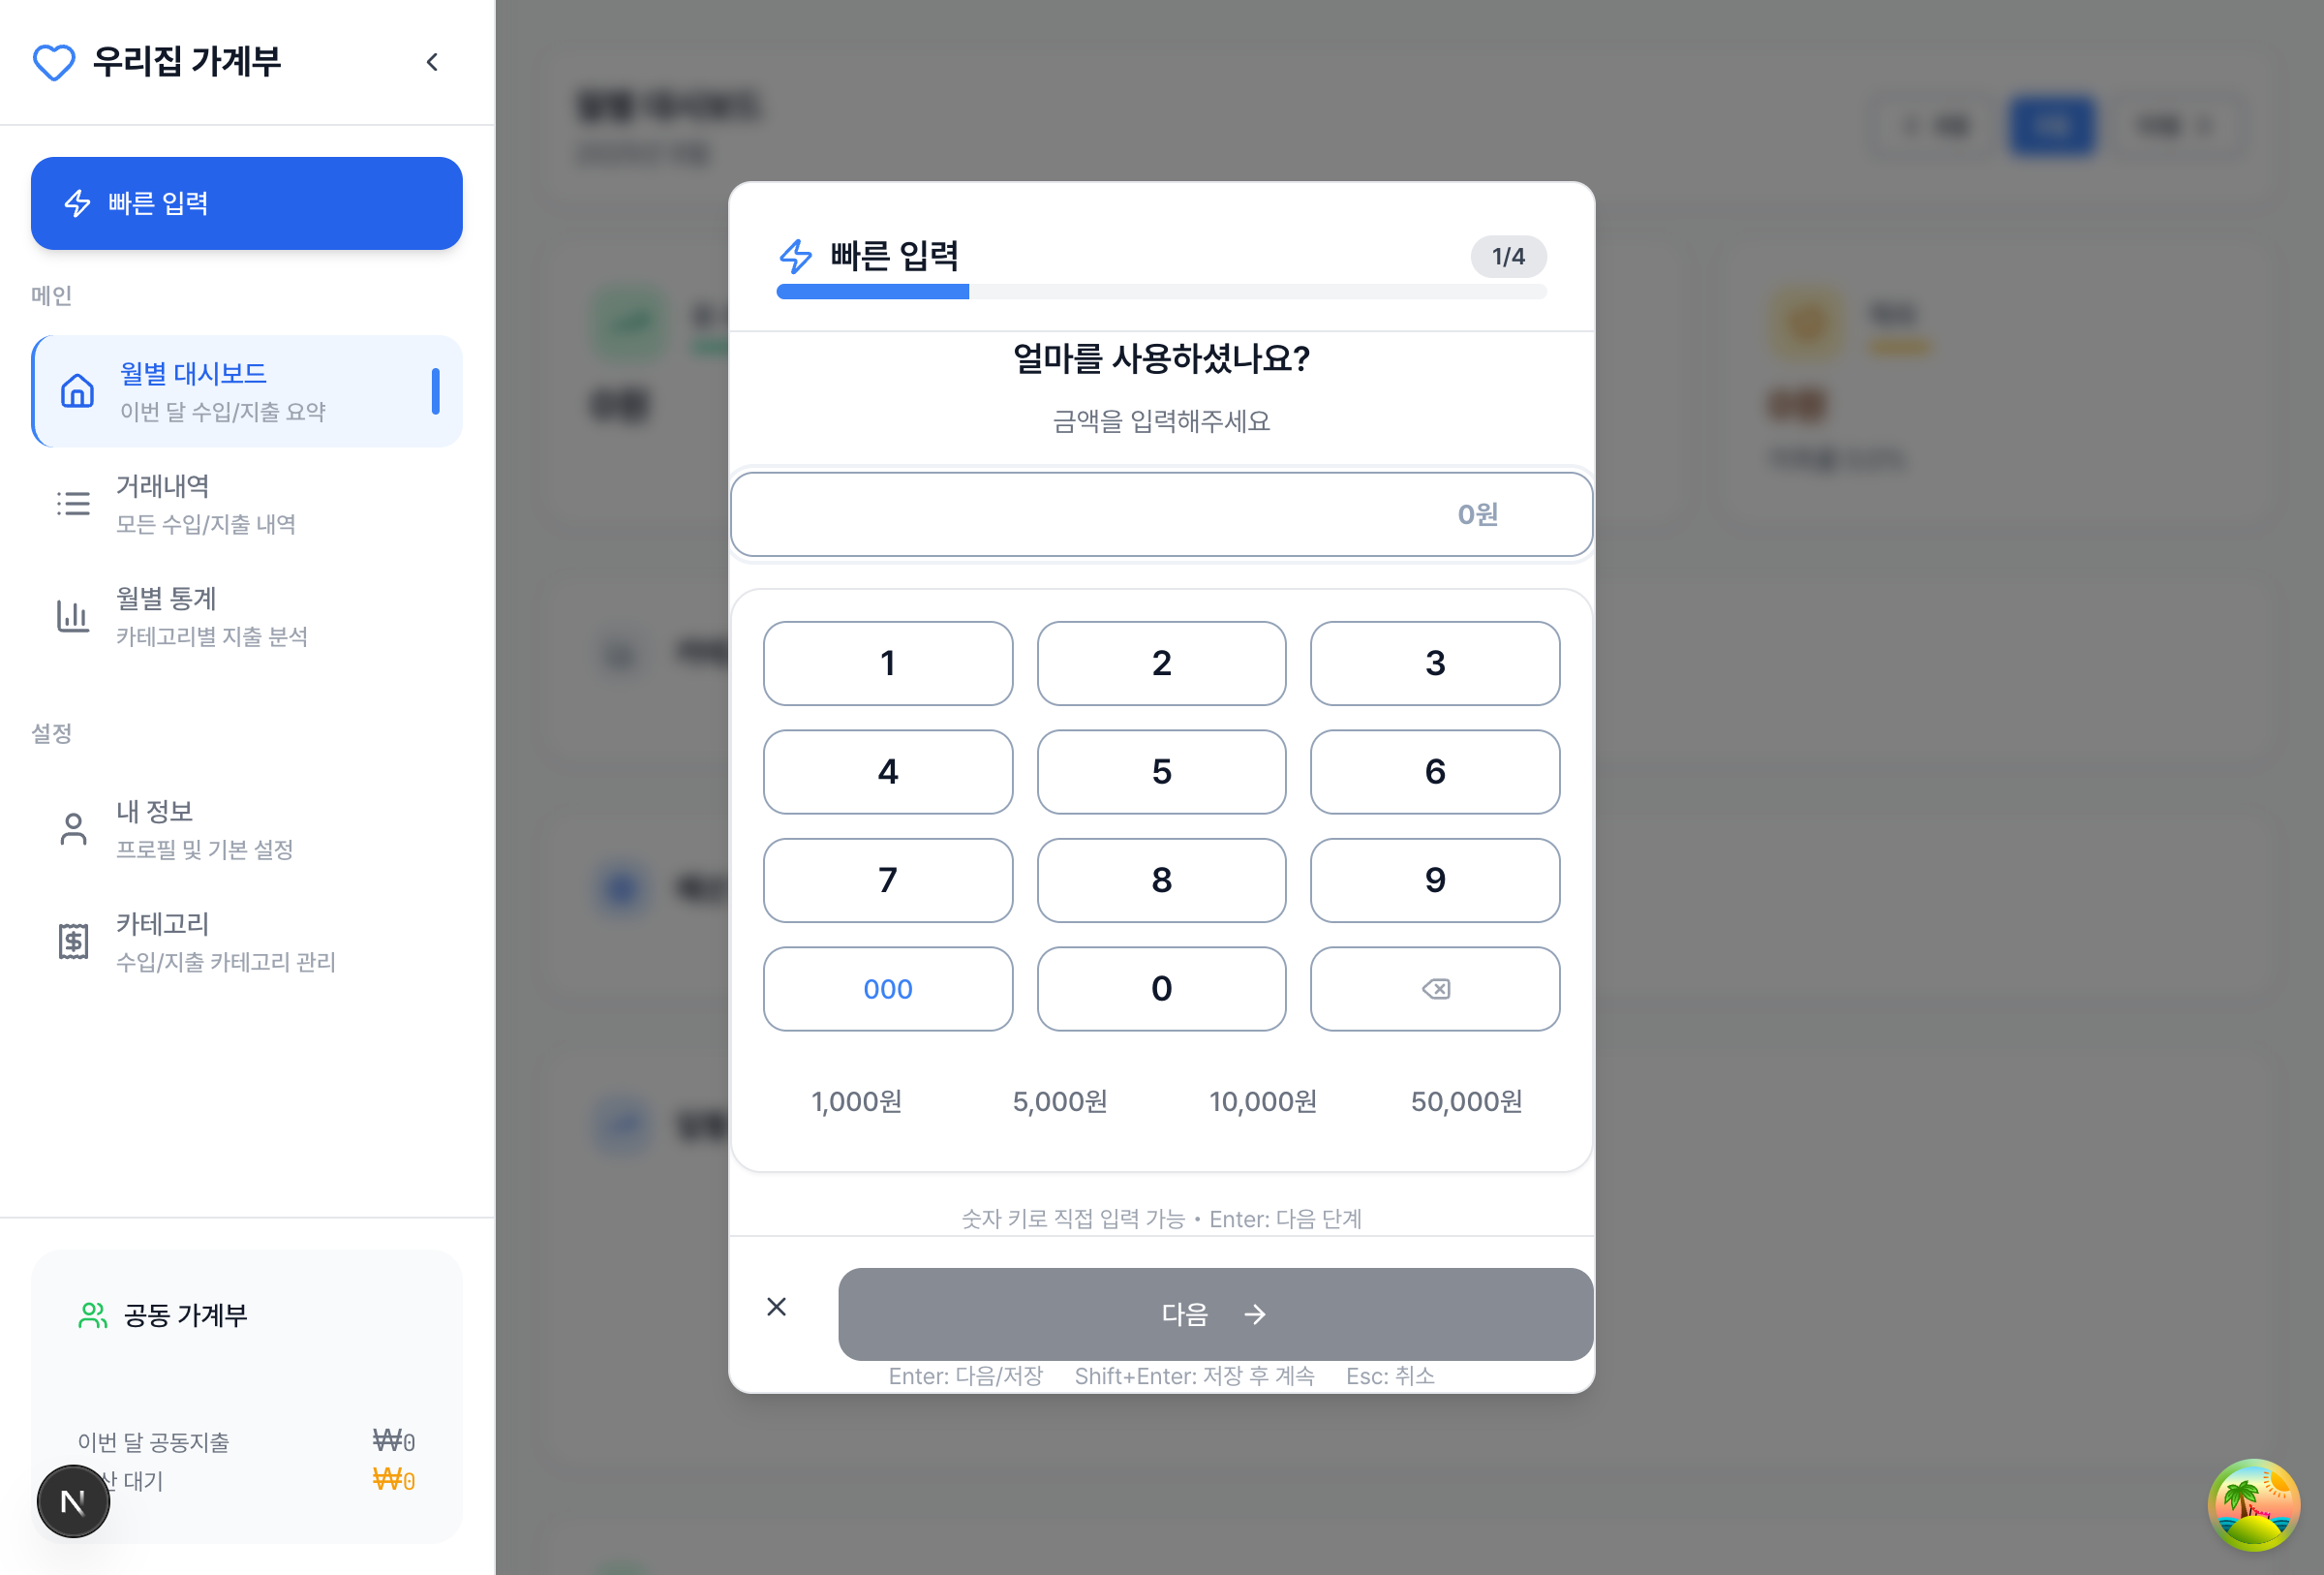 우리집 가계부
빠른 입력
메인
월별 대시보드
이번 달 수입/지출 요약
거래내역
모든 수입/지출 내역
월별 통계
카테고리별 지출 분석
설정
내 정보
프로필 및 기본 설정
카테고리
수입/지출 카테고리 관리
공동 가계부
이번 달 공동지출 ₩0
대기 ₩0
N
월별 대시보드
빠른 입력 1/4
얼마를 사용하셨나요?
금액을 입력해주세요
0원
1 2 3
4 5 6
7 8 9
000 0
1,000원 5,000원 10,000원 50,000원
숫자 키로 직접 입력 가능 • Enter: 다음 단계
다음
Enter: 다음/저장 Shift+Enter: 저장 후 계속 Esc: 취소